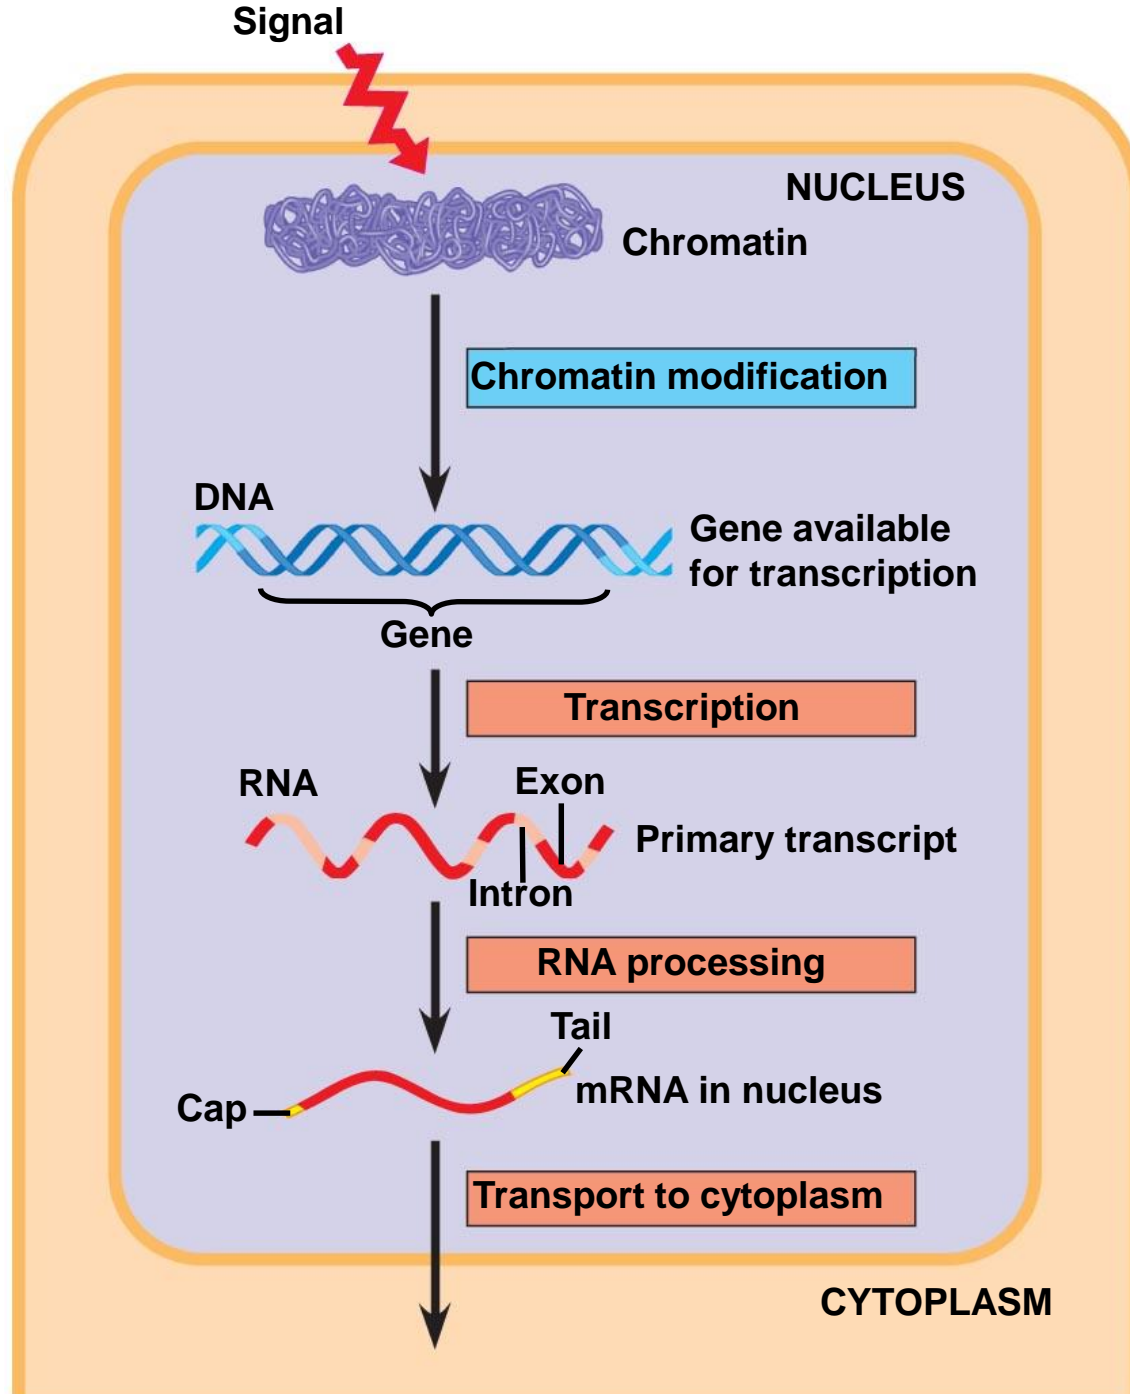 Signal
NUCLEUS
Chromatin
Chromatin modification
DNA
Gene available
for transcription
Gene
Transcription
RNA
Exon
Primary transcript
Intron
RNA processing
Tail
mRNA in nucleus
Cap
Transport to cytoplasm
CYTOPLASM